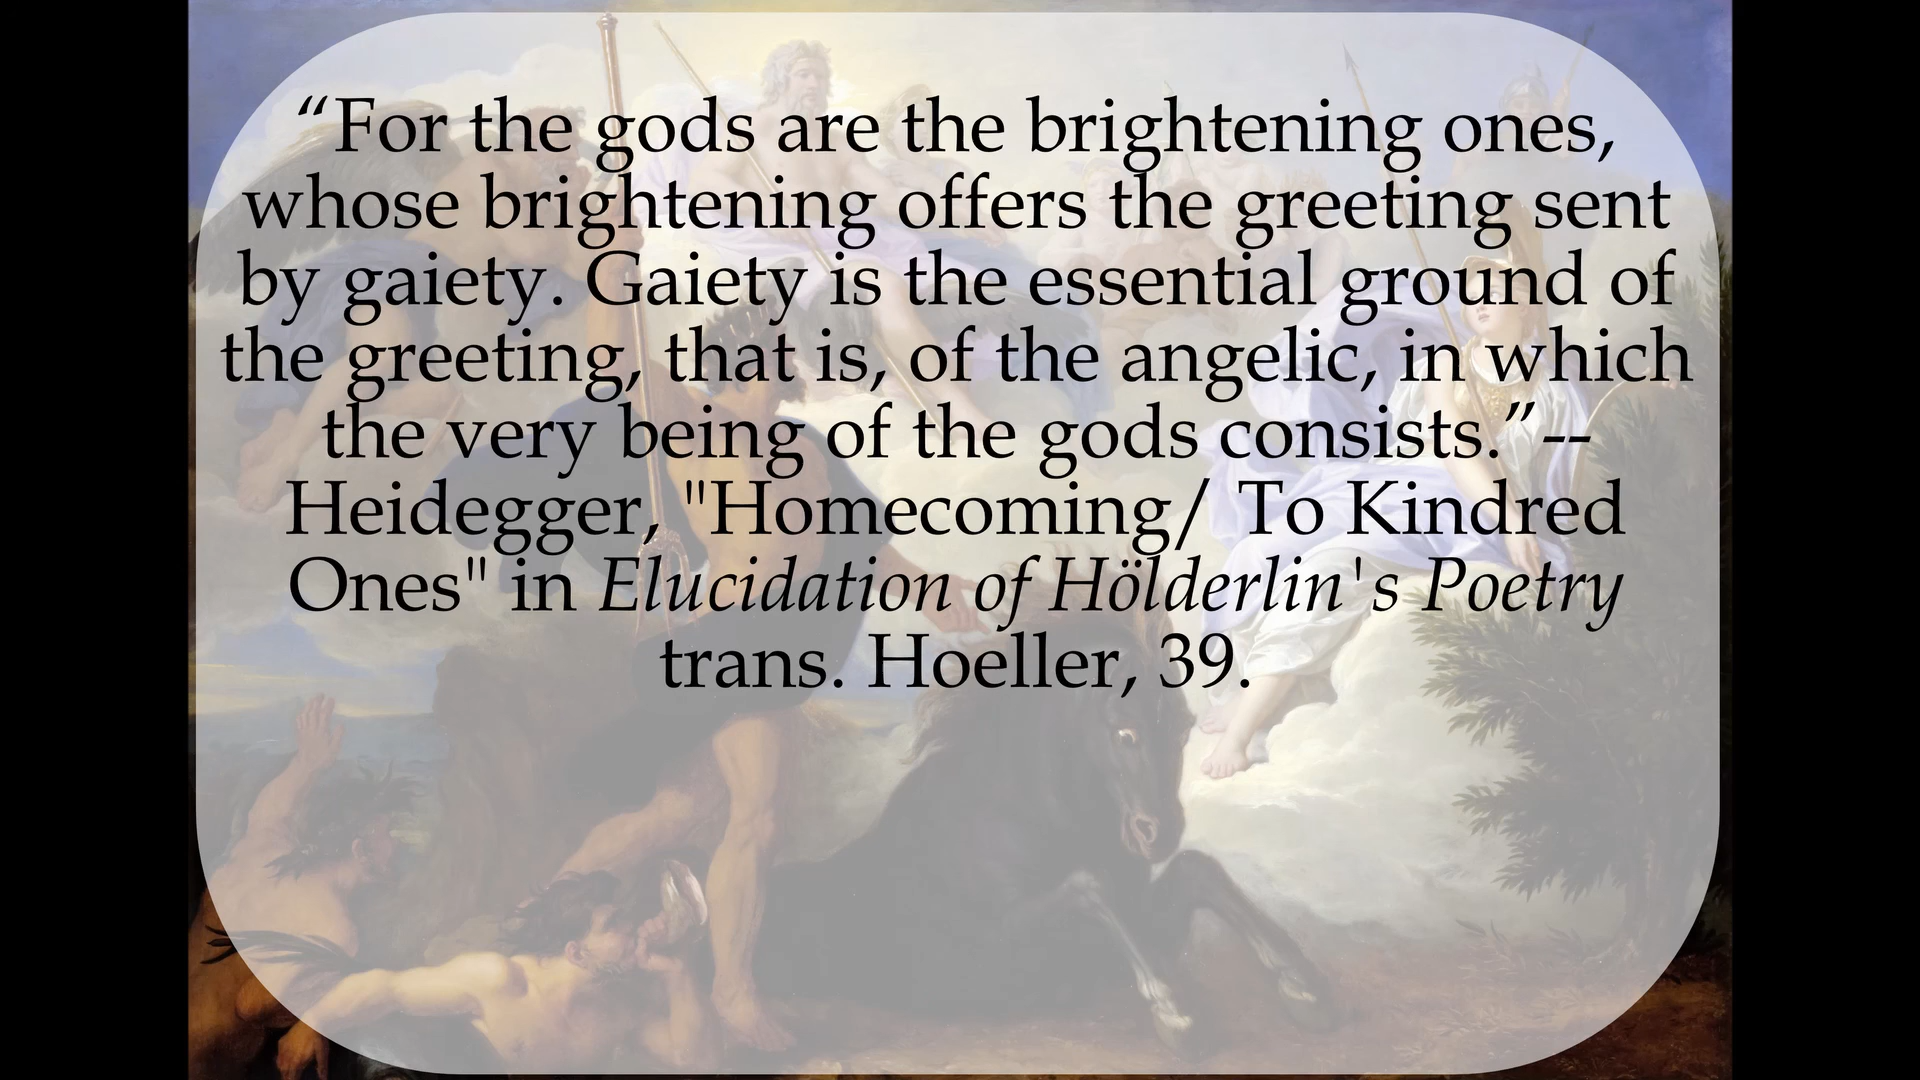 “For the gods are the brightening ones,
whose brightening offers the greeting sent
by gaiety. Gaiety is the essential ground of
the greeting, that is, of the angelic, in which
the very being of the gods consists.”--
Heidegger, "Homecoming/ To Kindred
Ones" in Elucidation of Hölderlin's Poetry
trans. Hoeller, 39.